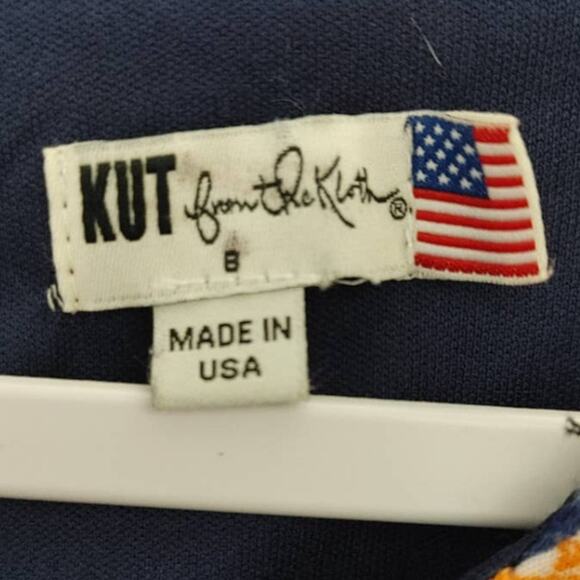 KUT from the Kloth®
8
MADE IN
USA